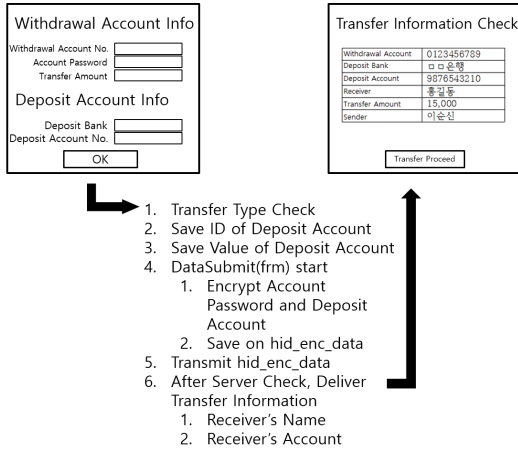 Withdrawal Account Info
Withdrawal Account No.
Account Password
Transfer Amount
Deposit Account Info
Deposit Bank
Deposit Account No.
OK
Transfer Information Check
Withdrawal Account 0123456789
Deposit Bank ㅁㅁ은행
Deposit Account 9876543210
Receiver 홍길동
Transfer Amount 15,000
Sender 이순신
Transfer Proceed
1. Transfer Type Check
2. Save ID of Deposit Account
3. Save Value of Deposit Account
4. DataSubmit(frm) start
1. Encrypt Account
Password and Deposit
Account
2. Save on hid_enc_data
5. Transmit hid_enc_data
6. After Server Check, Deliver
Transfer Information
1. Receiver's Name
2. Receiver's Account